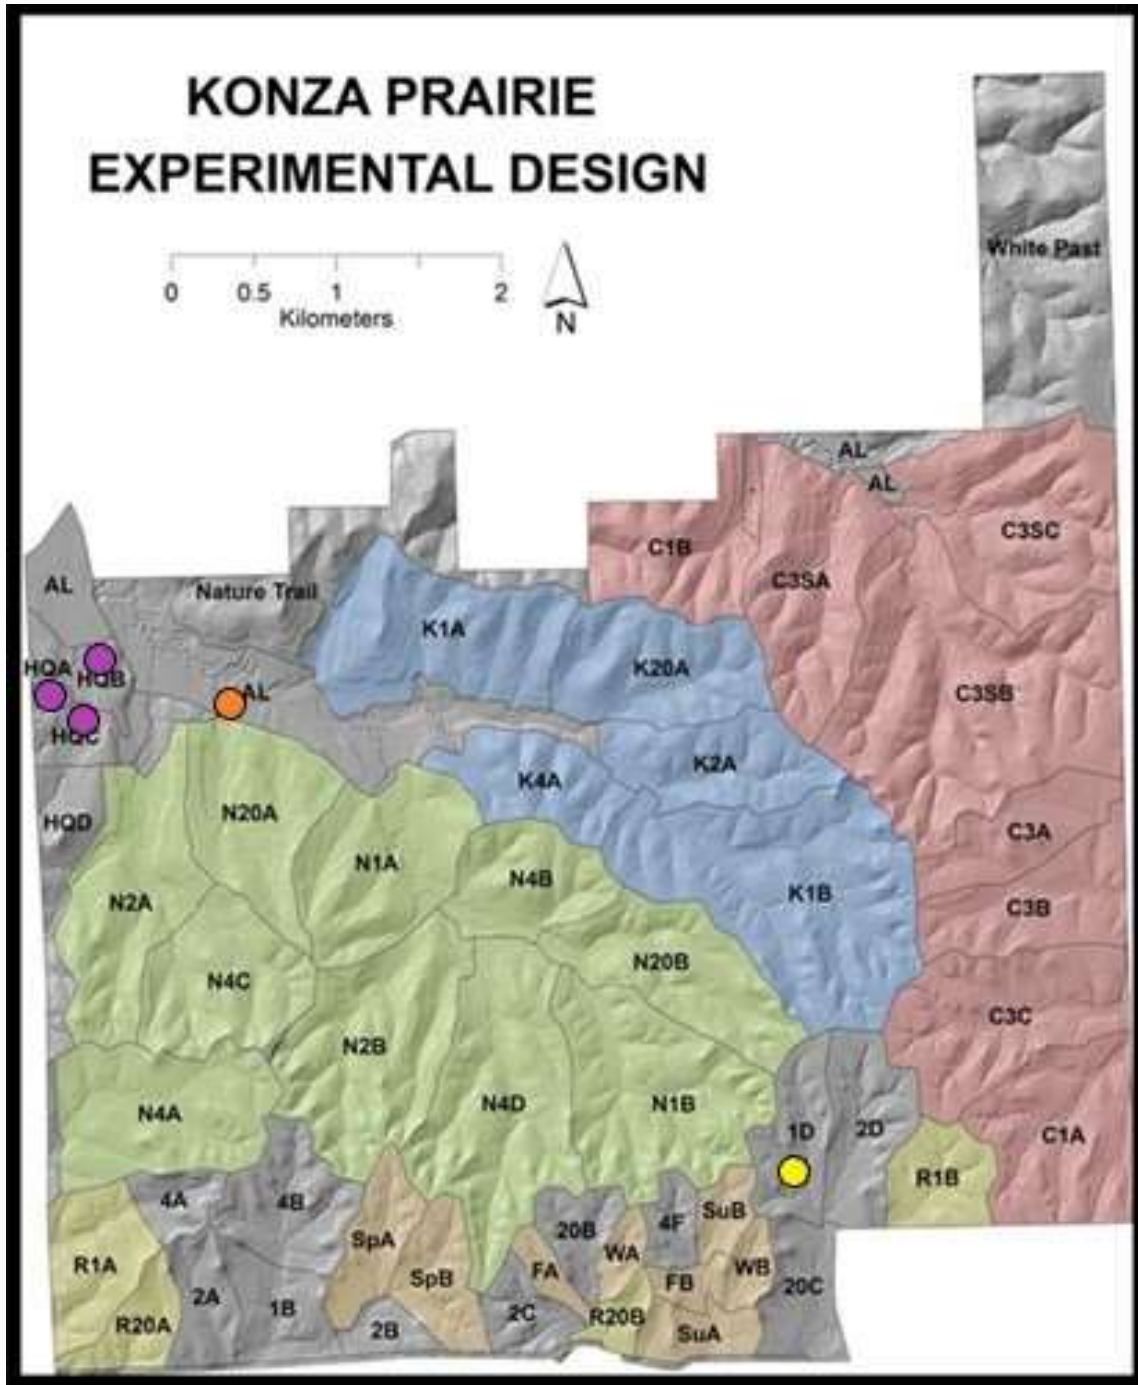 KONZA PRAIRIE
EXPERIMENTAL DESIGN
0 0.5 1 2
Kilometers
N
White Past
AL
AL
C3SC
C1B
C3SA
AL
Nature Trail
K1A
K20A
HQA
HQB
AL
C3SB
HQC
K2A
K4A
HQD
N20A
C3A
N1A
N4B
K1B
N2A
C3B
N20B
N4C
C3C
N2B
N4D
N1B
N4A
1D
2D
C1A
R1B
4A
4B
SuB
4F
20B
SpA
WA
R1A
SpB
FA
WB
FB
20C
2A
1B
2C
R20B
R20A
2B
SuA